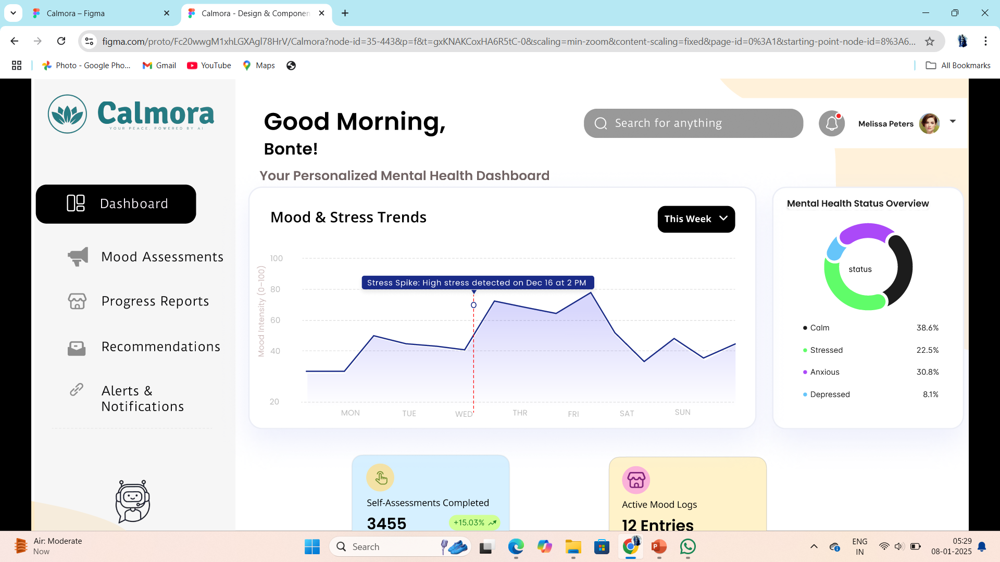 Calmora – Figma
Calmora - Design & Componen
figma.com/proto/Fc20wwgM1xhLGXAgl78HrV/Calmora?node-id=35-443&p=f&t=gxKNAKCoxHA6R5tC-0&scaling=min-zoom&content-scaling=fixed&page-id=0%3A1&starting-point-node-id=8%3A6...
Photo - Google Pho...
Gmail
YouTube
Maps
All Bookmarks
Calmora
YOUR PEACE, POWERED BY AI
Dashboard
Mood Assessments
Progress Reports
Recommendations
Alerts &
Notifications
Good Morning,
Bonte!
Search for anything
Melissa Peters
Your Personalized Mental Health Dashboard
Mood & Stress Trends
This Week
Mood Intensity (0-100)
100
80
60
40
20
Stress Spike: High stress detected on Dec 16 at 2 PM
MON TUE WED THR FRI SAT SUN
Mental Health Status Overview
status
Calm 38.6%
Stressed 22.5%
Anxious 30.8%
Depressed 8.1%
Self-Assessments Completed
3455 +15.03%
Active Mood Logs
12 Entries
Air: Moderate
Now
Search
ENG
IN
05:29
08-01-2025